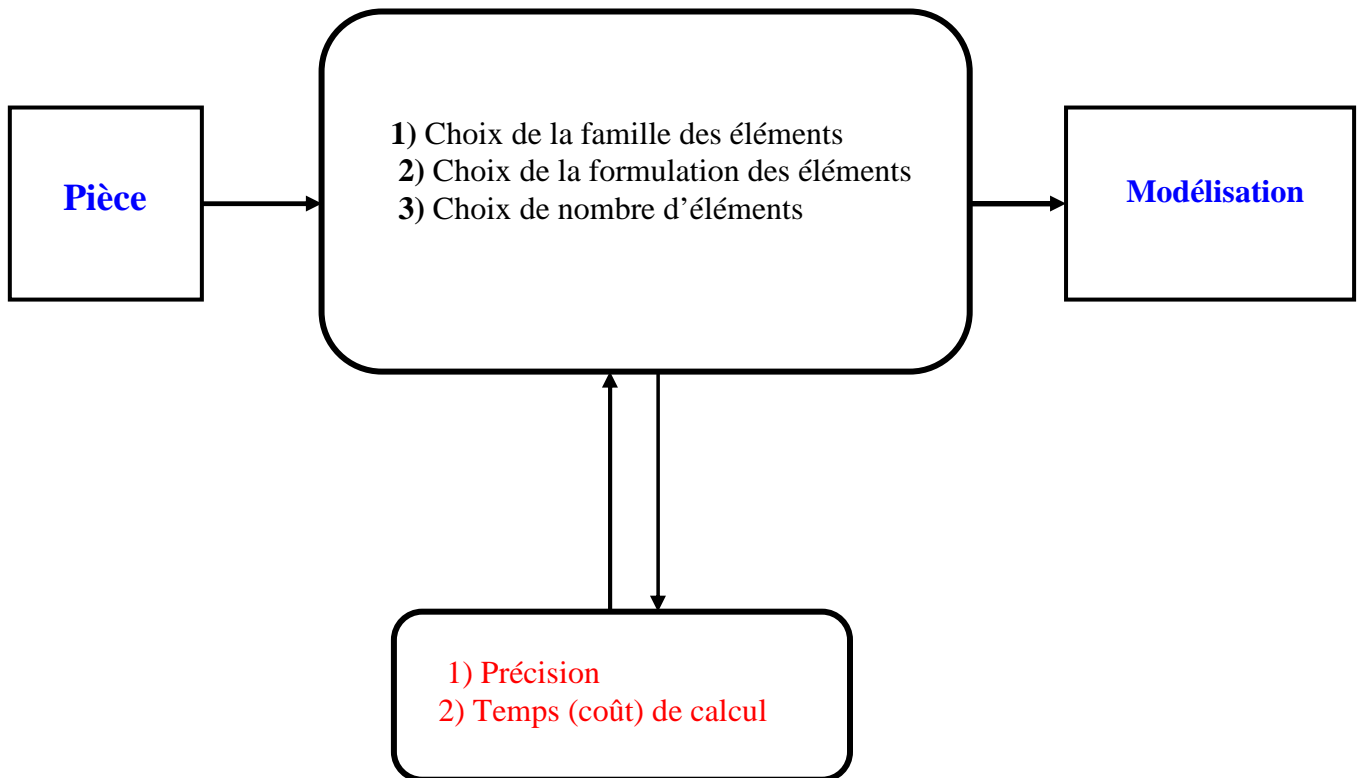 Pièce
1) Choix de la famille des éléments
2) Choix de la formulation des éléments
3) Choix de nombre d’éléments
Modélisation
1) Précision
2) Temps (coût) de calcul